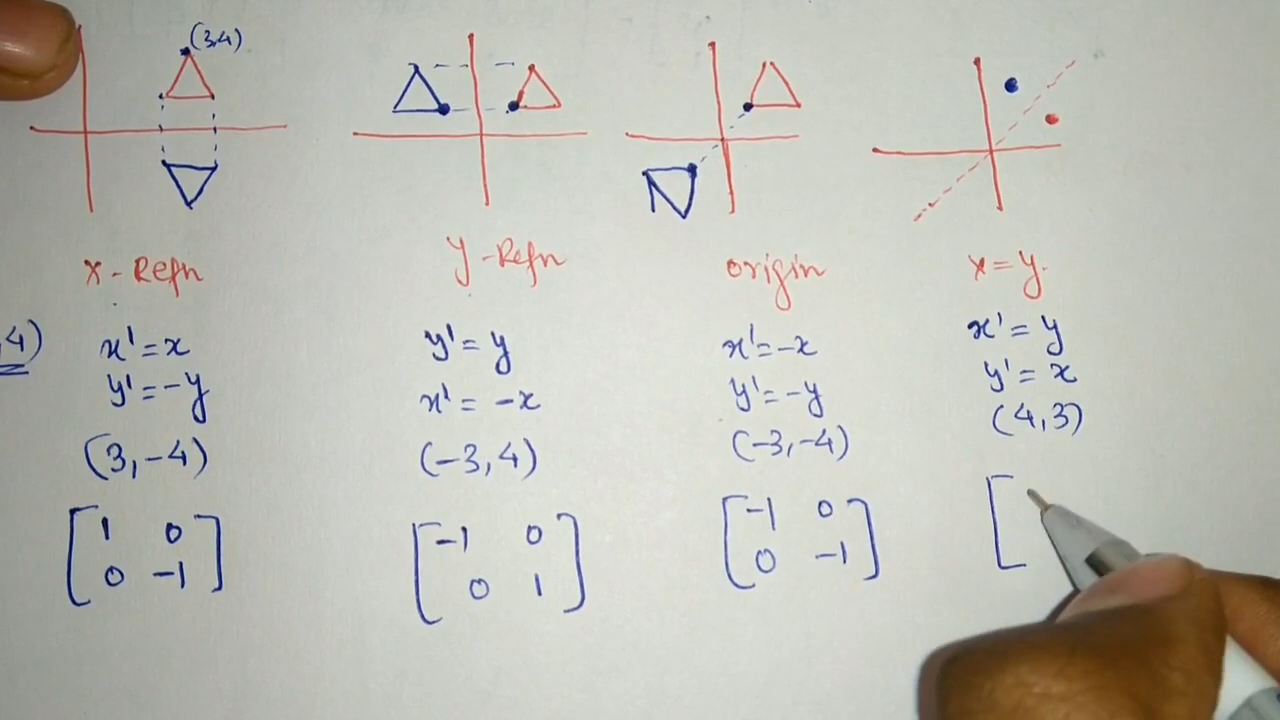 (3,4)
x - Refn
y - Refn
origin
x = y.
,4)
x' = x
y' = -y
(3, -4)
y' = y
x' = -x
(-3, 4)
x' = -x
y' = -y
(-3, -4)
x' = y
y' = x
(4, 3)
[ 1 0
0 -1 ]
[ -1 0
0 1 ]
[ -1 0
0 -1 ]
[